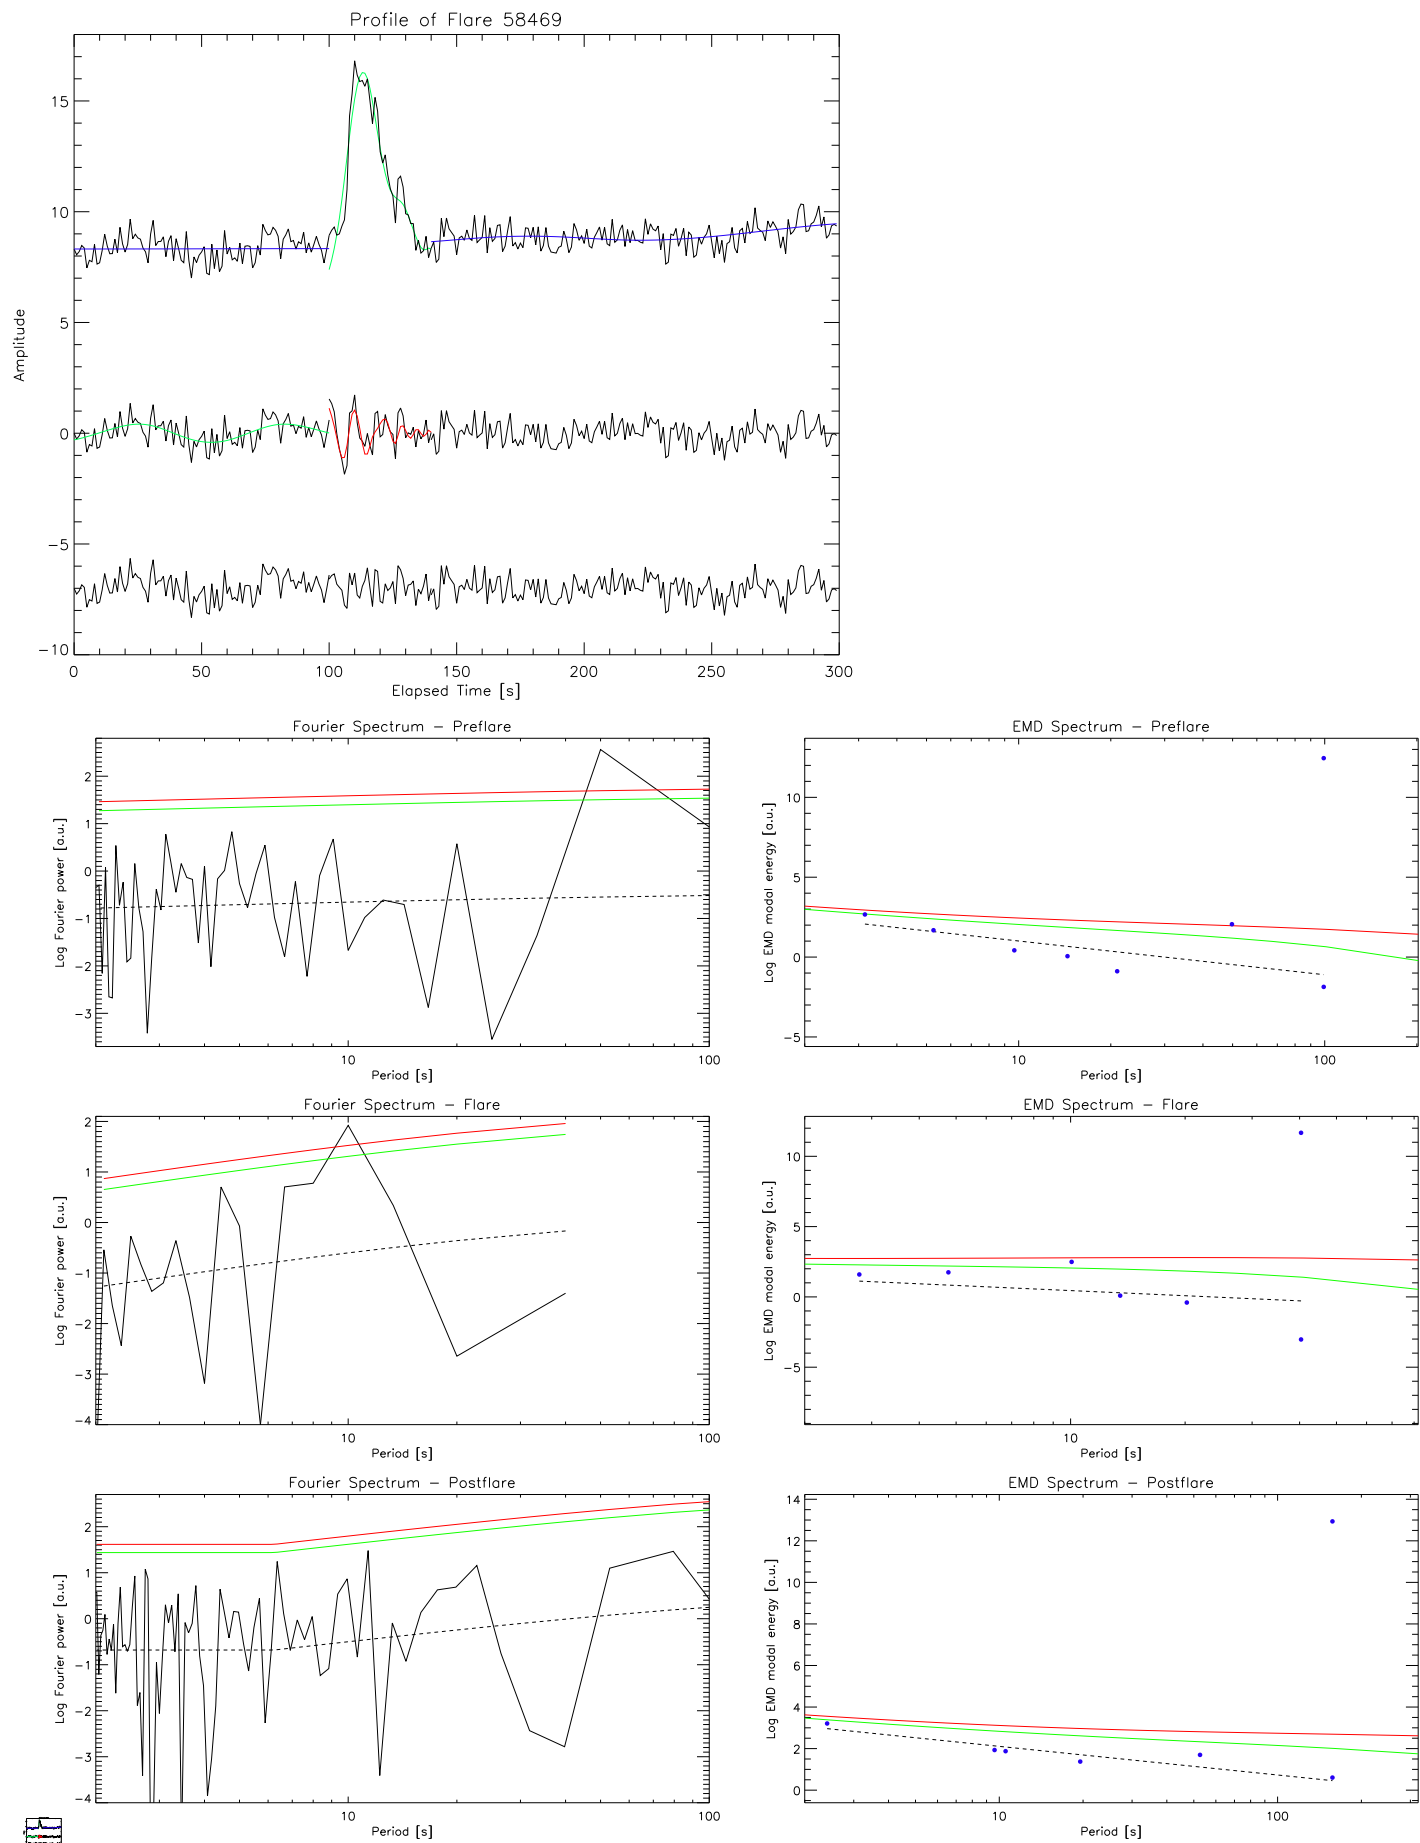 Profile of Flare 58469
15
10
5
0
−5
−10
Amplitude
0 50 100 150 200 250 300
Elapsed Time [s]
Fourier Spectrum − Preflare
2
1
0
−1
−2
−3
Log Fourier power [a.u.]
10 100
Period [s]
EMD Spectrum − Preflare
10
5
0
−5
Log EMD modal energy [a.u.]
10 100
Period [s]
Fourier Spectrum − Flare
2
1
0
−1
−2
−3
−4
Log Fourier power [a.u.]
10 100
Period [s]
EMD Spectrum − Flare
10
5
0
−5
Log EMD modal energy [a.u.]
10
Period [s]
Fourier Spectrum − Postflare
2
1
0
−1
−2
−3
−4
Log Fourier power [a.u.]
10 100
Period [s]
EMD Spectrum − Postflare
14
12
10
8
6
4
2
0
Log EMD modal energy [a.u.]
10 100
Period [s]